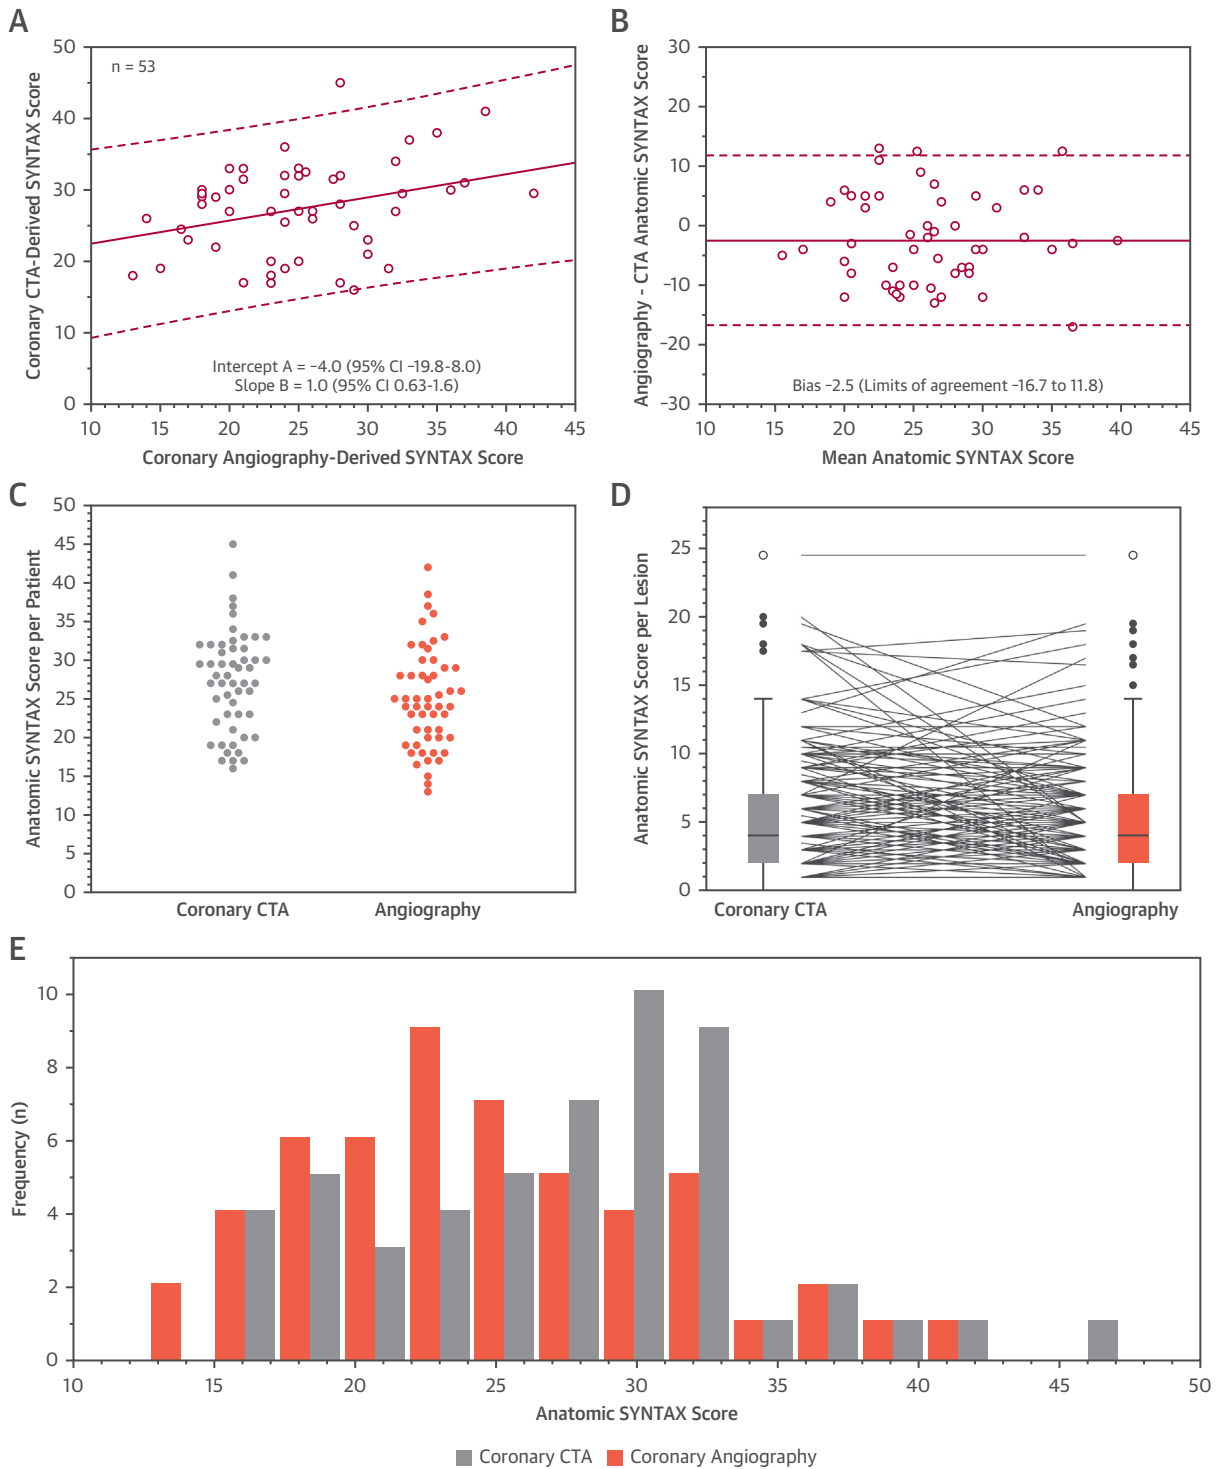 A
Coronary CTA-Derived SYNTAX Score
50
40
30
20
10
0
n = 53
Intercept A = −4.0 (95% CI −19.8-8.0)
Slope B = 1.0 (95% CI 0.63-1.6)
10 15 20 25 30 35 40 45
Coronary Angiography-Derived SYNTAX Score
B
Angiography - CTA Anatomic SYNTAX Score
30
20
10
0
−10
−20
−30
Bias −2.5 (Limits of agreement −16.7 to 11.8)
10 15 20 25 30 35 40 45
Mean Anatomic SYNTAX Score
C
Anatomic SYNTAX Score per Patient
50
45
40
35
30
25
20
15
10
5
0
Coronary CTA Angiography
D
Anatomic SYNTAX Score per Lesion
25
20
15
10
5
0
Coronary CTA Angiography
E
Frequency (n)
10
8
6
4
2
0
10 15 20 25 30 35 40 45 50
Anatomic SYNTAX Score
Coronary CTA Coronary Angiography